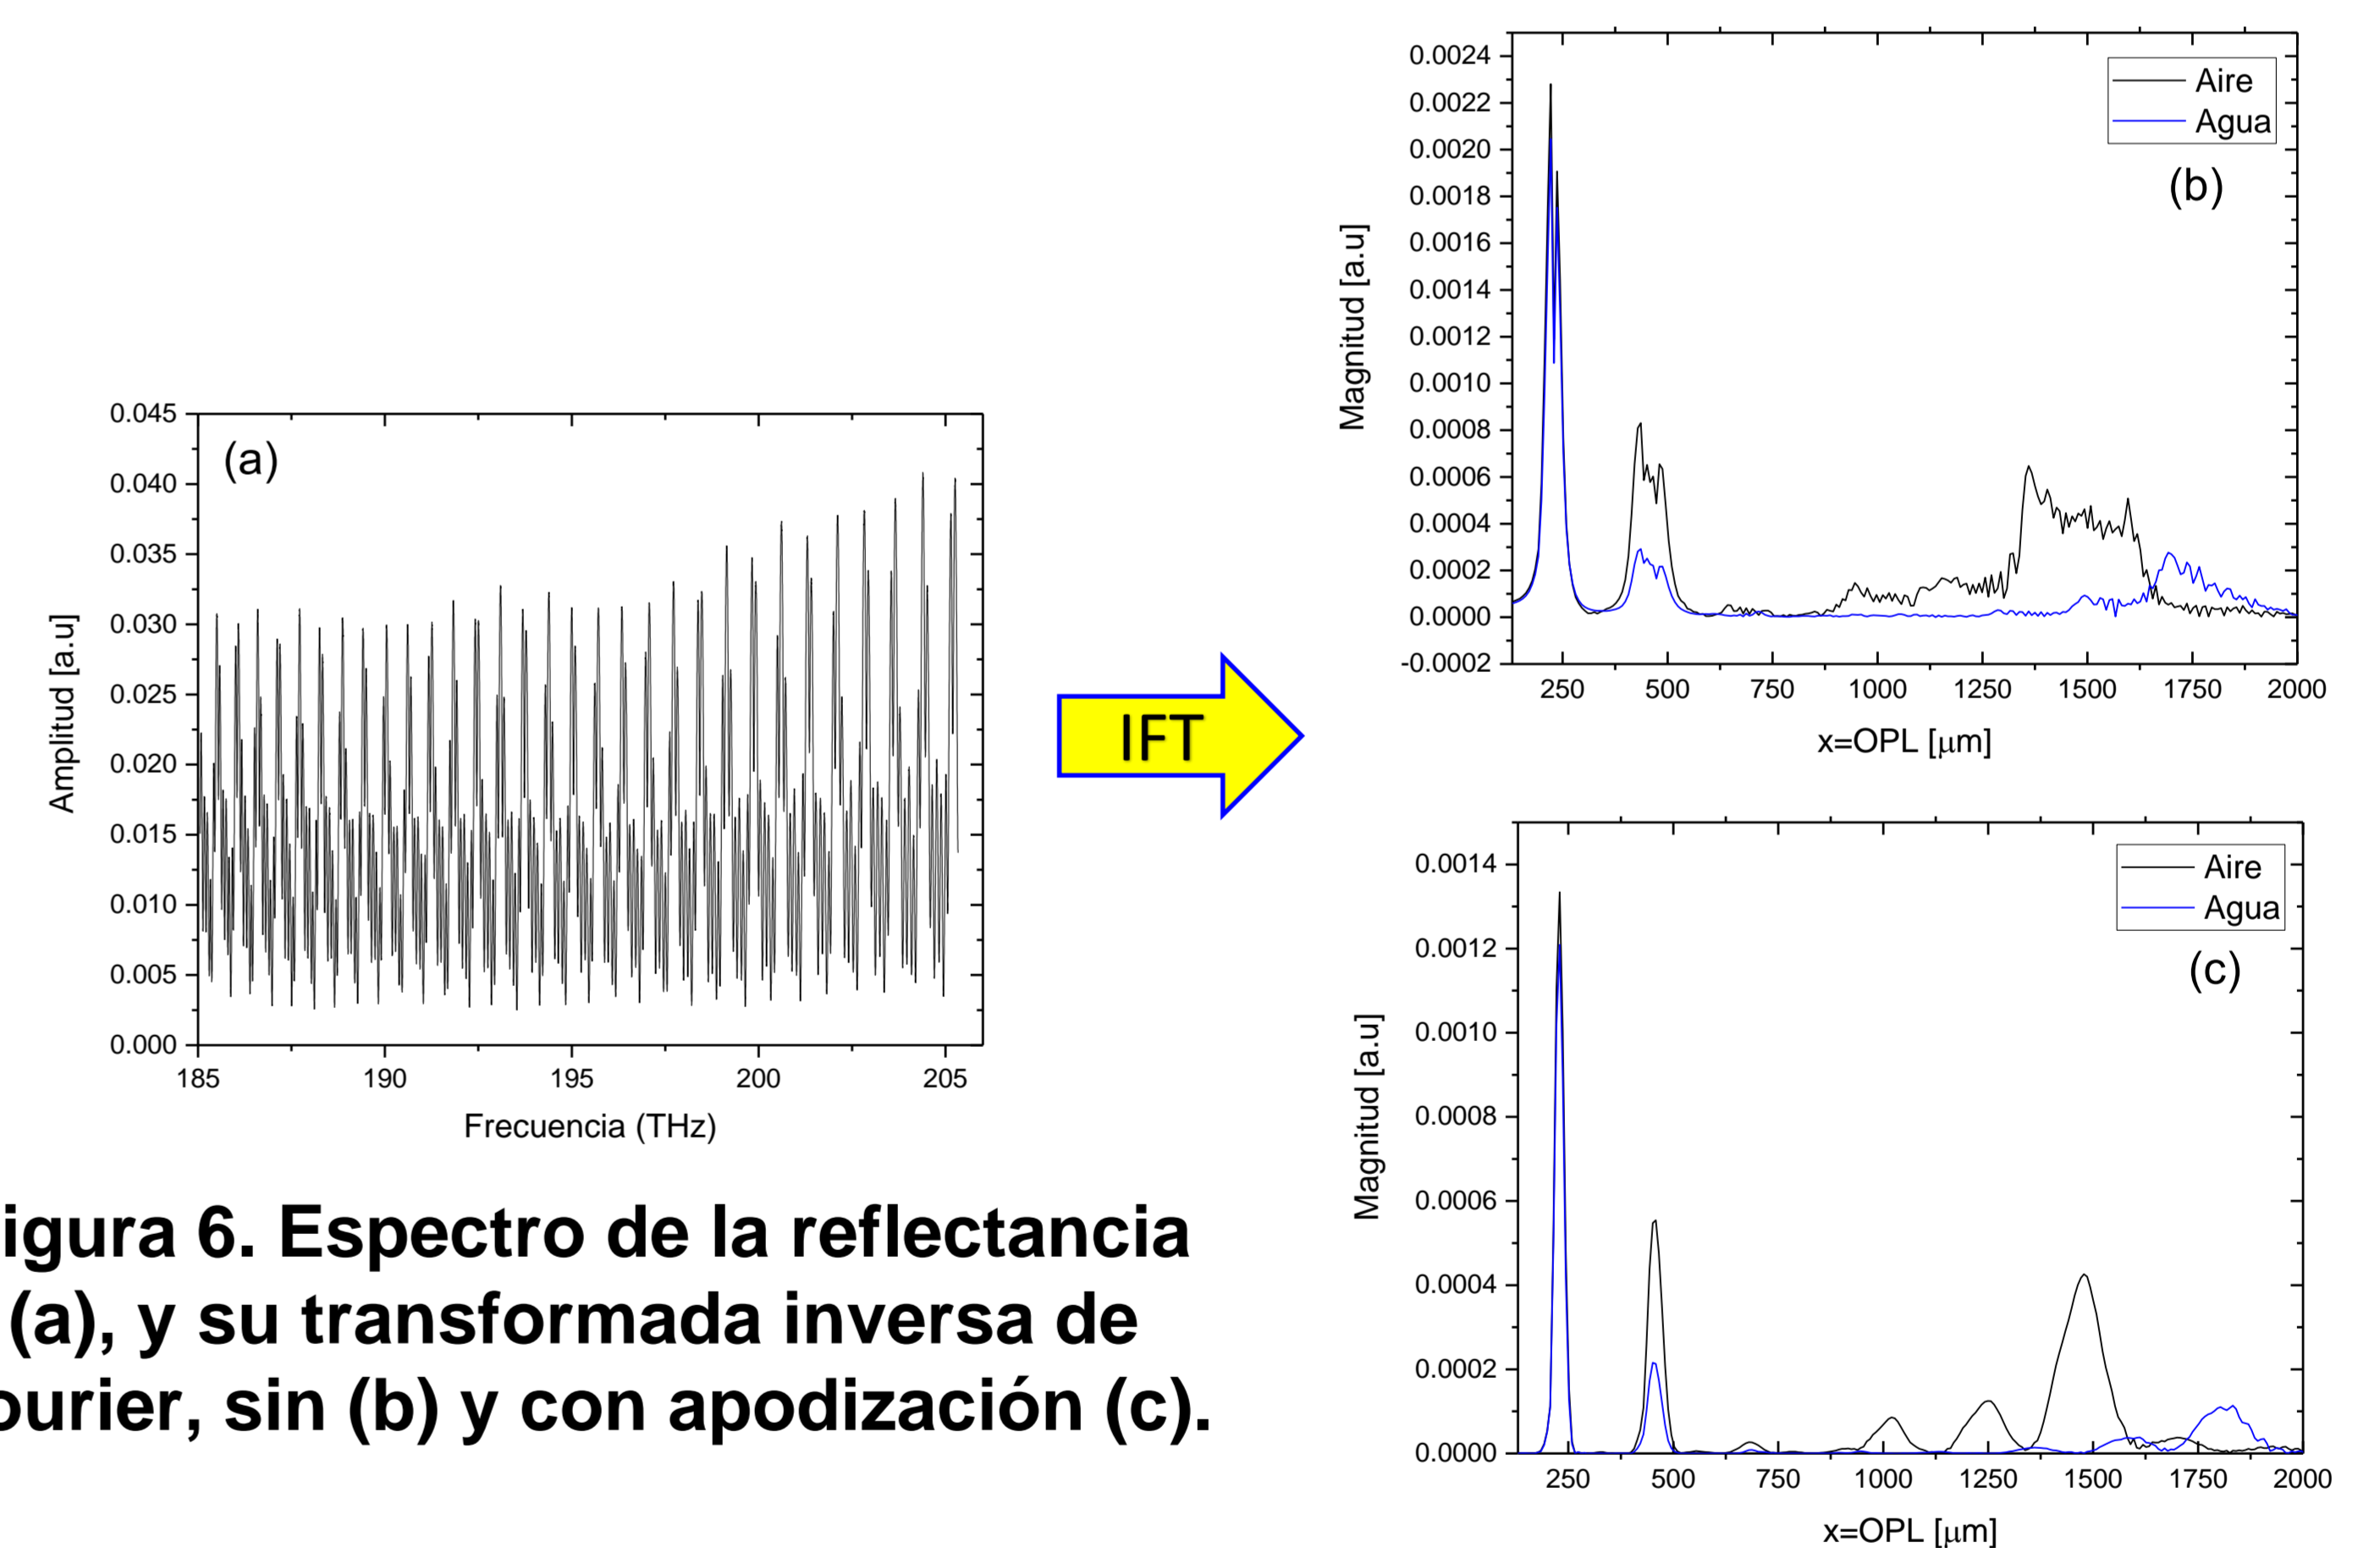 (a)
0.045
0.040
0.035
0.030
0.025
0.020
0.015
0.010
0.005
0.000
185 190 195 200 205
Amplitud [a.u]
Frecuencia (THz)
IFT
0.0024
0.0022
0.0020
0.0018
0.0016
0.0014
0.0012
0.0010
0.0008
0.0006
0.0004
0.0002
0.0000
-0.0002
250 500 750 1000 1250 1500 1750 2000
Magnitud [a.u]
x=OPL [μm]
Aire
Agua
(b)
0.0014
0.0012
0.0010
0.0008
0.0006
0.0004
0.0002
0.0000
250 500 750 1000 1250 1500 1750 2000
Magnitud [a.u]
x=OPL [μm]
Aire
Agua
(c)
igura 6. Espectro de la reflectancia
(a), y su transformada inversa de
ourier, sin (b) y con apodización (c).